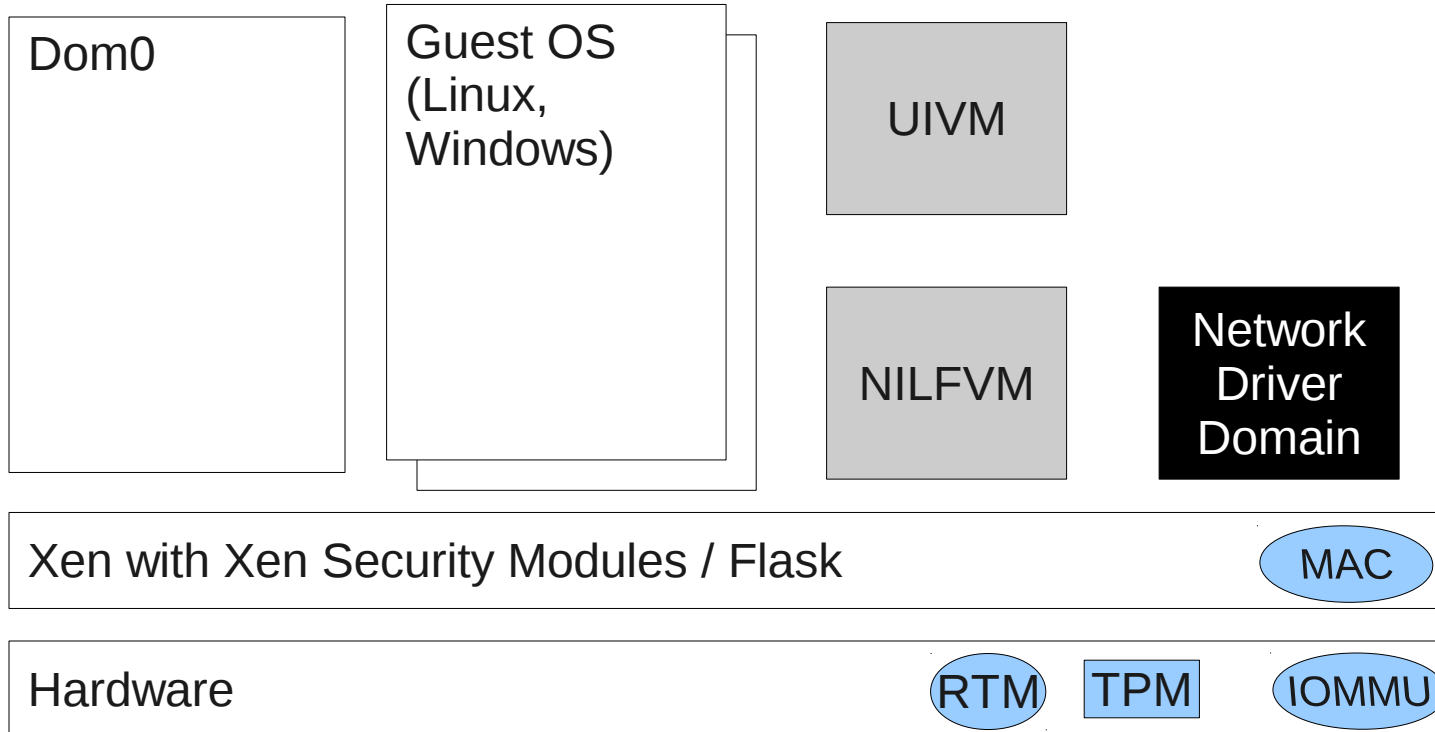 Dom0
Guest OS
(Linux,
Windows)
UIVM
NILFVM
Network
Driver
Domain
Xen with Xen Security Modules / Flask
MAC
Hardware
RTM
TPM
IOMMU